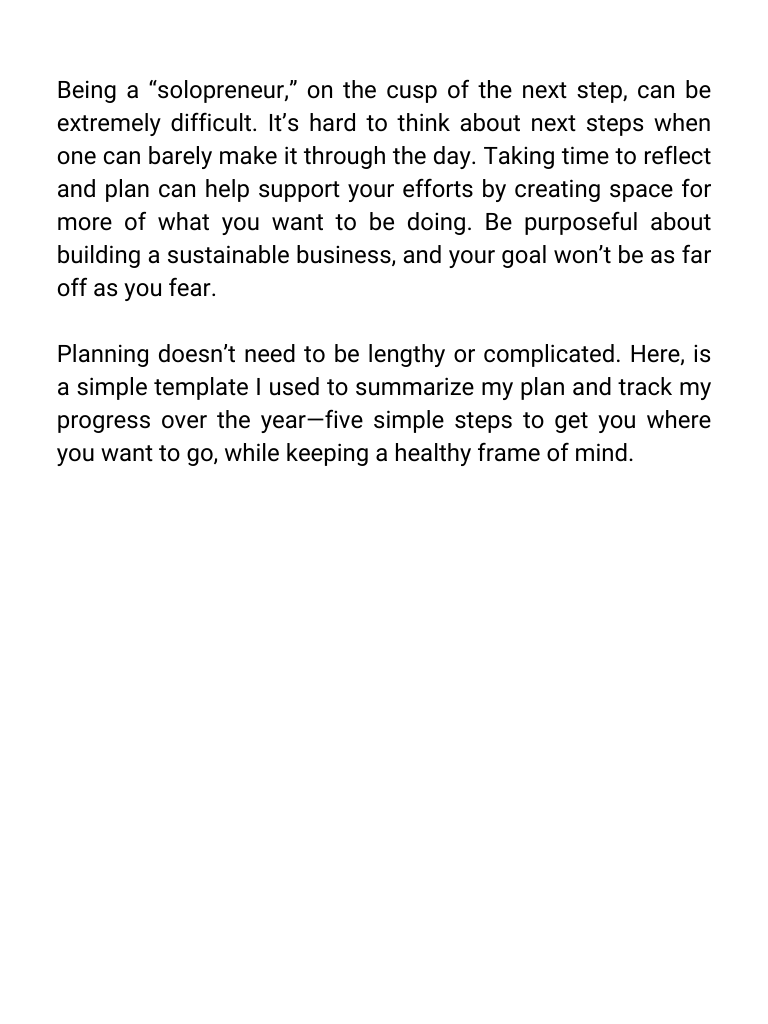 Being a “solopreneur,” on the cusp of the next step, can be
extremely difficult. It’s hard to think about next steps when
one can barely make it through the day. Taking time to reflect
and plan can help support your efforts by creating space for
more of what you want to be doing. Be purposeful about
building a sustainable business, and your goal won’t be as far
off as you fear.
Planning doesn’t need to be lengthy or complicated. Here, is
a simple template I used to summarize my plan and track my
progress over the year—five simple steps to get you where
you want to go, while keeping a healthy frame of mind.